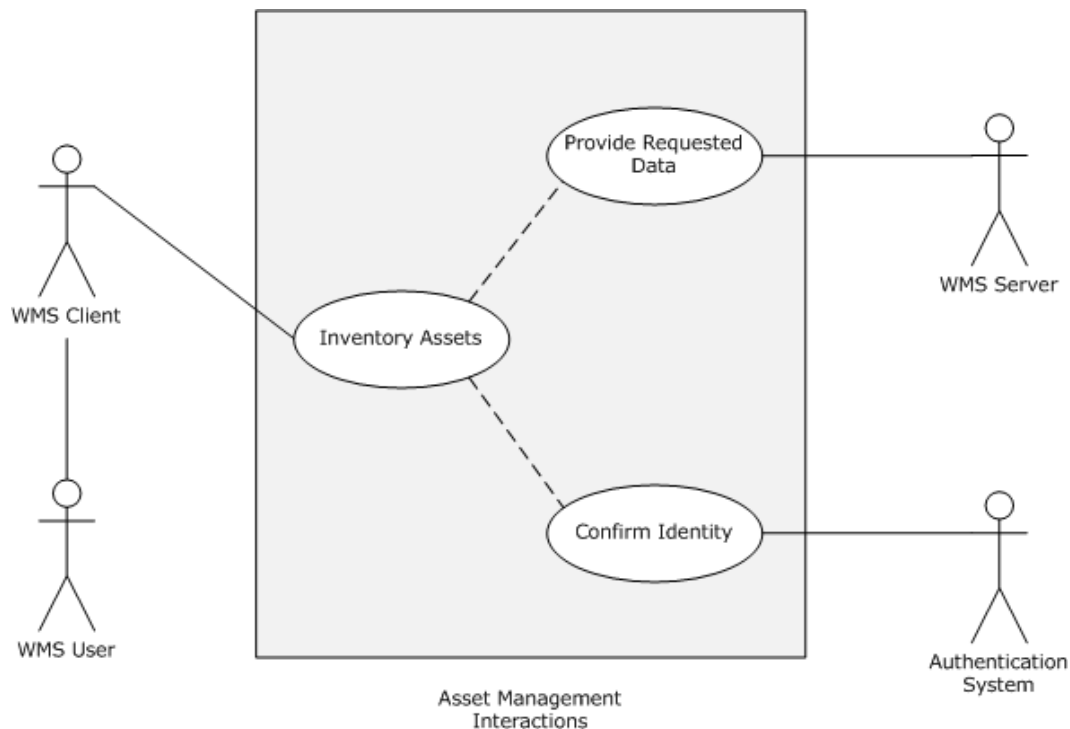 Provide Requested
Data
WMS Client
WMS Server
Inventory Assets
Confirm Identity
WMS User
Authentication
System
Asset Management
Interactions